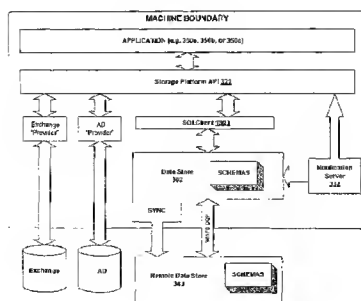 MACHINE BOUNDARY
APPLICATION (e.g. 350a, 350b, or 350c)
Storage Platform API 322
Exchange
"Provider"
AD
"Provider"
SQLClient
Data Store
302
SCHEMAS
Notification
Server
SYNC
Exchange
AD
Remote Data Store
SCHEMAS